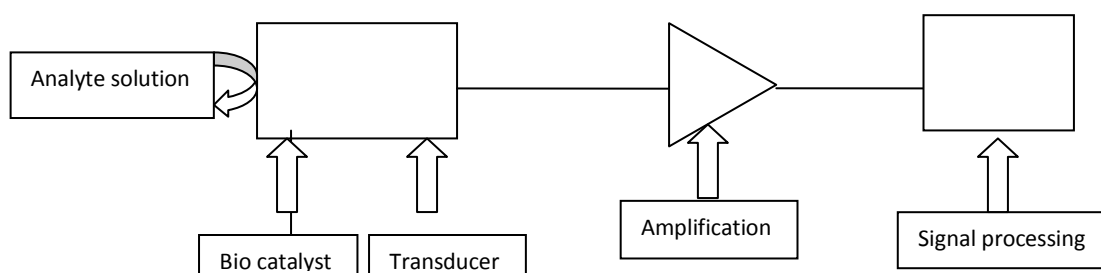 Analyte solution
Amplification
Signal processing
Bio catalyst
Transducer